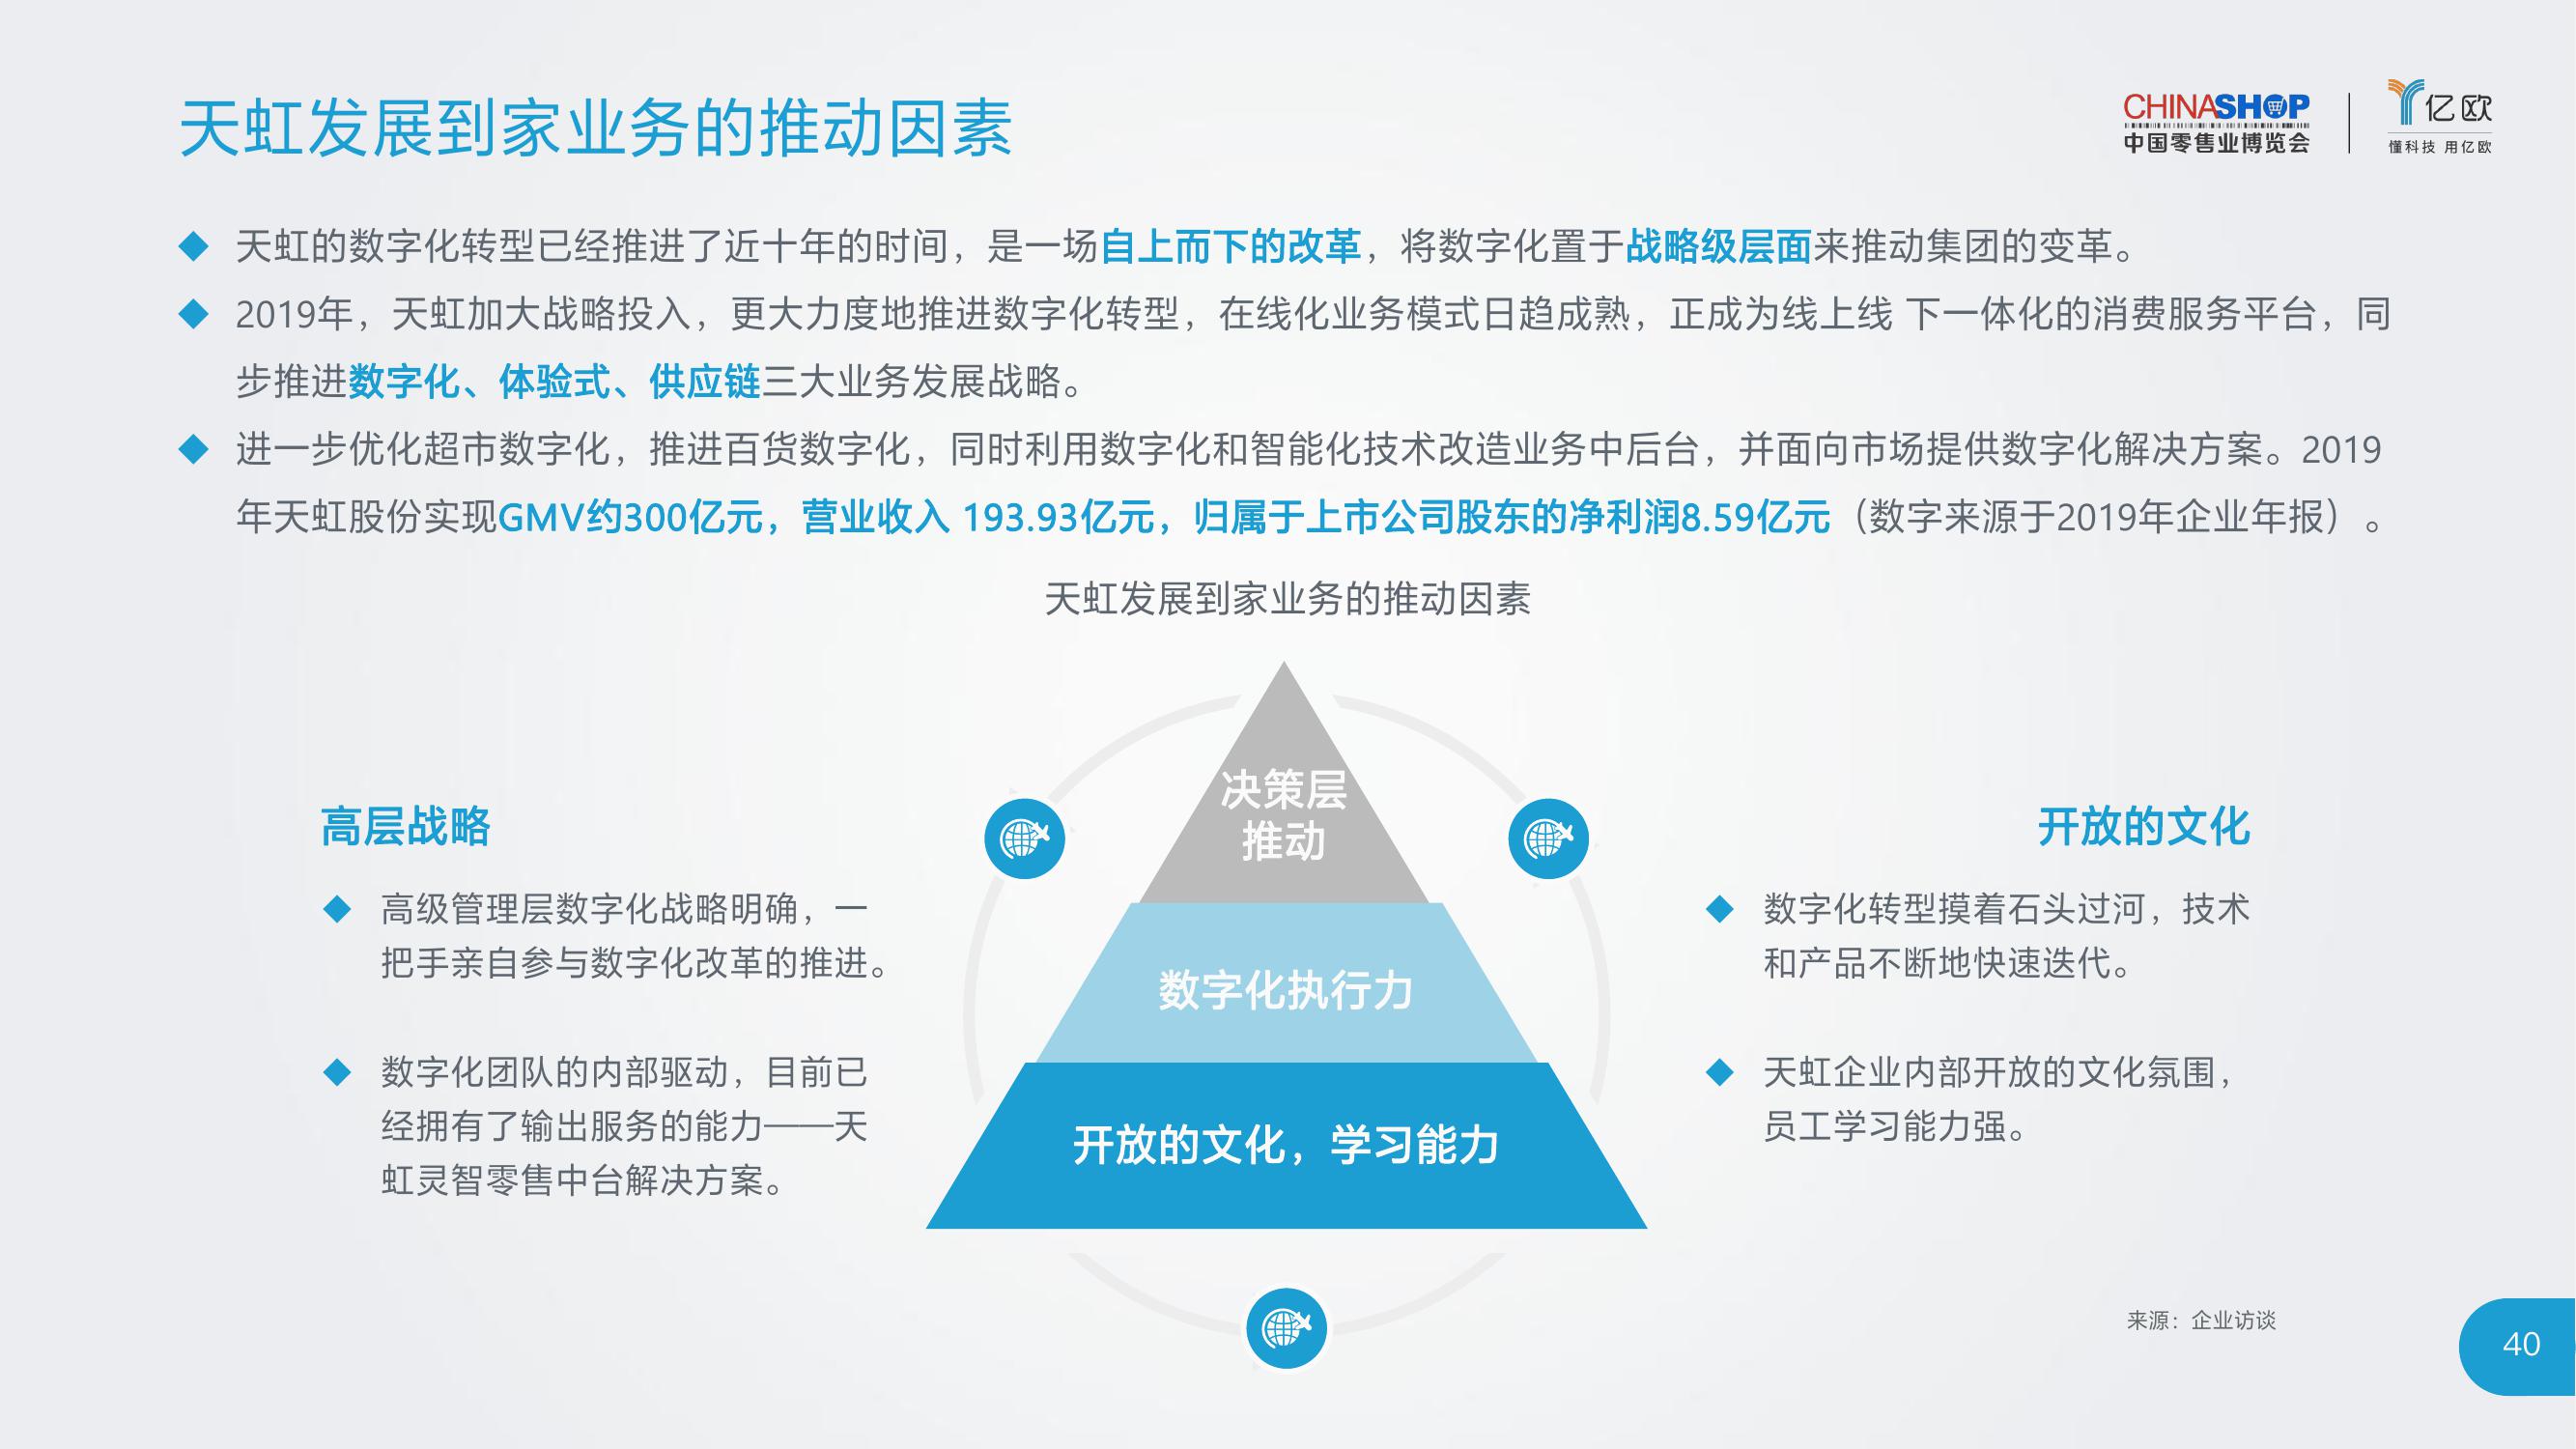 天虹发展到家业务的推动因素
CHINASHOP
中国零售业博览会
亿欧
懂科技 用亿欧
天虹的数字化转型已经推进了近十年的时间，是一场自上而下的改革，将数字化置于战略级层面来推动集团的变革。
2019年，天虹加大战略投入，更大力度地推进数字化转型，在线化业务模式日趋成熟，正成为线上线 下一体化的消费服务平台，同
步推进数字化、体验式、供应链三大业务发展战略。
进一步优化超市数字化，推进百货数字化，同时利用数字化和智能化技术改造业务中后台，并面向市场提供数字化解决方案。2019
年天虹股份实现GMV约300亿元，营业收入 193.93亿元，归属于上市公司股东的净利润8.59亿元（数字来源于2019年企业年报）。
天虹发展到家业务的推动因素
决策层
推动
数字化执行力
开放的文化，学习能力
高层战略
高级管理层数字化战略明确，一
把手亲自参与数字化改革的推进。
数字化团队的内部驱动，目前已
经拥有了输出服务的能力——天
虹灵智零售中台解决方案。
开放的文化
数字化转型摸着石头过河，技术
和产品不断地快速迭代。
天虹企业内部开放的文化氛围，
员工学习能力强。
来源：企业访谈
40